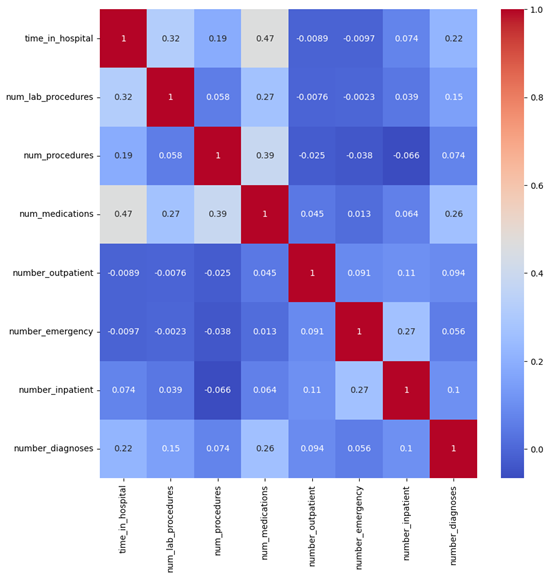 time_in_hospital 1 0.32 0.19 0.47 -0.0089 -0.0097 0.074 0.22
num_lab_procedures 0.32 1 0.058 0.27 -0.0076 -0.0023 0.039 0.15
num_procedures 0.19 0.058 1 0.39 -0.025 -0.038 -0.066 0.074
num_medications 0.47 0.27 0.39 1 0.045 0.013 0.064 0.26
number_outpatient -0.0089 -0.0076 -0.025 0.045 1 0.091 0.11 0.094
number_emergency -0.0097 -0.0023 -0.038 0.013 0.091 1 0.27 0.056
number_inpatient 0.074 0.039 -0.066 0.064 0.11 0.27 1 0.1
number_diagnoses 0.22 0.15 0.074 0.26 0.094 0.056 0.1 1
time_in_hospital
num_lab_procedures
num_procedures
num_medications
number_outpatient
number_emergency
number_inpatient
number_diagnoses
1.0
0.8
0.6
0.4
0.2
0.0